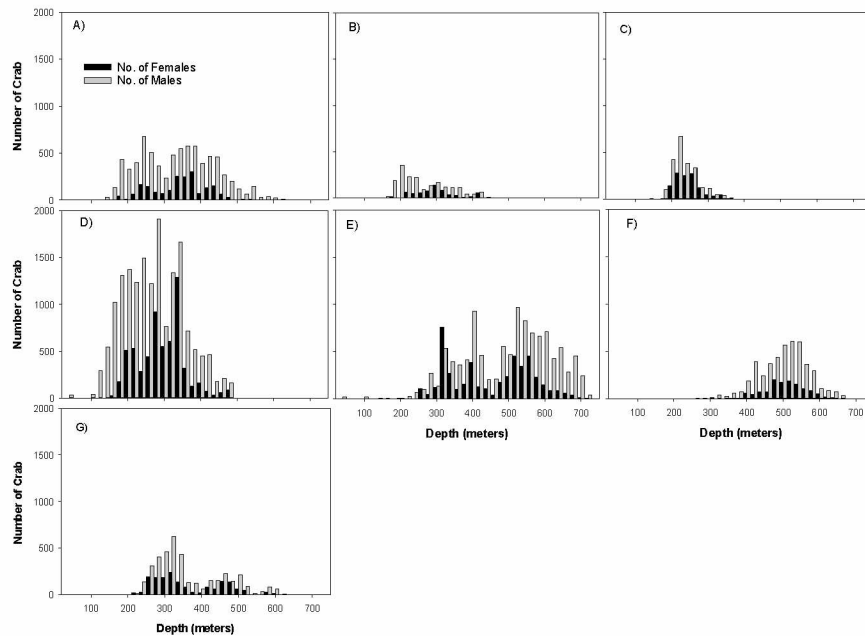 A)
No. of Females
No. of Males
Number of Crab
2000
1500
1000
500
0
B)
C)
D)
Number of Crab
2000
1500
1000
500
0
E)
100 200 300 400 500 600 700
Depth (meters)
F)
100 200 300 400 500 600 700
Depth (meters)
G)
Number of Crab
2000
1500
1000
500
0
100 200 300 400 500 600 700
Depth (meters)